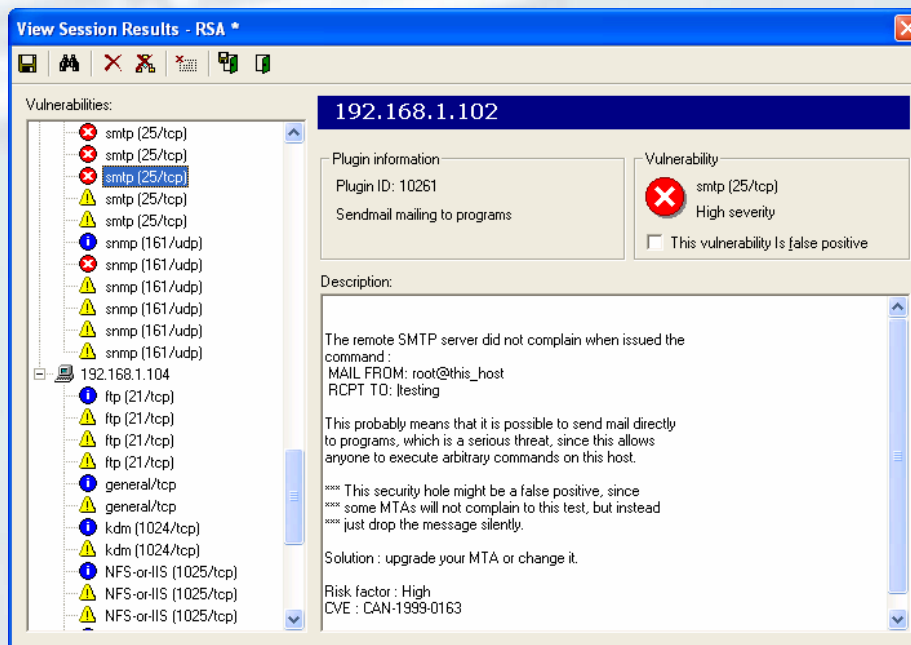 View Session Results - RSA *
Vulnerabilities:
smtp (25/tcp)
smtp (25/tcp)
smtp (25/tcp)
smtp (25/tcp)
smtp (25/tcp)
snmp (161/udp)
snmp (161/udp)
snmp (161/udp)
snmp (161/udp)
snmp (161/udp)
snmp (161/udp)
192.168.1.104
ftp (21/tcp)
ftp (21/tcp)
ftp (21/tcp)
ftp (21/tcp)
general/tcp
general/tcp
kdm (1024/tcp)
kdm (1024/tcp)
NFS-or-IIS (1025/tcp)
NFS-or-IIS (1025/tcp)
NFS-or-IIS (1025/tcp)
192.168.1.102
Plugin information
Plugin ID: 10261
Sendmail mailing to programs
Vulnerability
smtp (25/tcp)
High severity
This vulnerability Is false positive
Description:
The remote SMTP server did not complain when issued the
command :
MAIL FROM: root@this_host
RCPT TO: |testing
This probably means that it is possible to send mail directly
to programs, which is a serious threat, since this allows
anyone to execute arbitrary commands on this host.
*** This security hole might be a false positive, since
*** some MTAs will not complain to this test, but instead
*** just drop the message silently.
Solution : upgrade your MTA or change it.
Risk factor : High
CVE : CAN-1999-0163